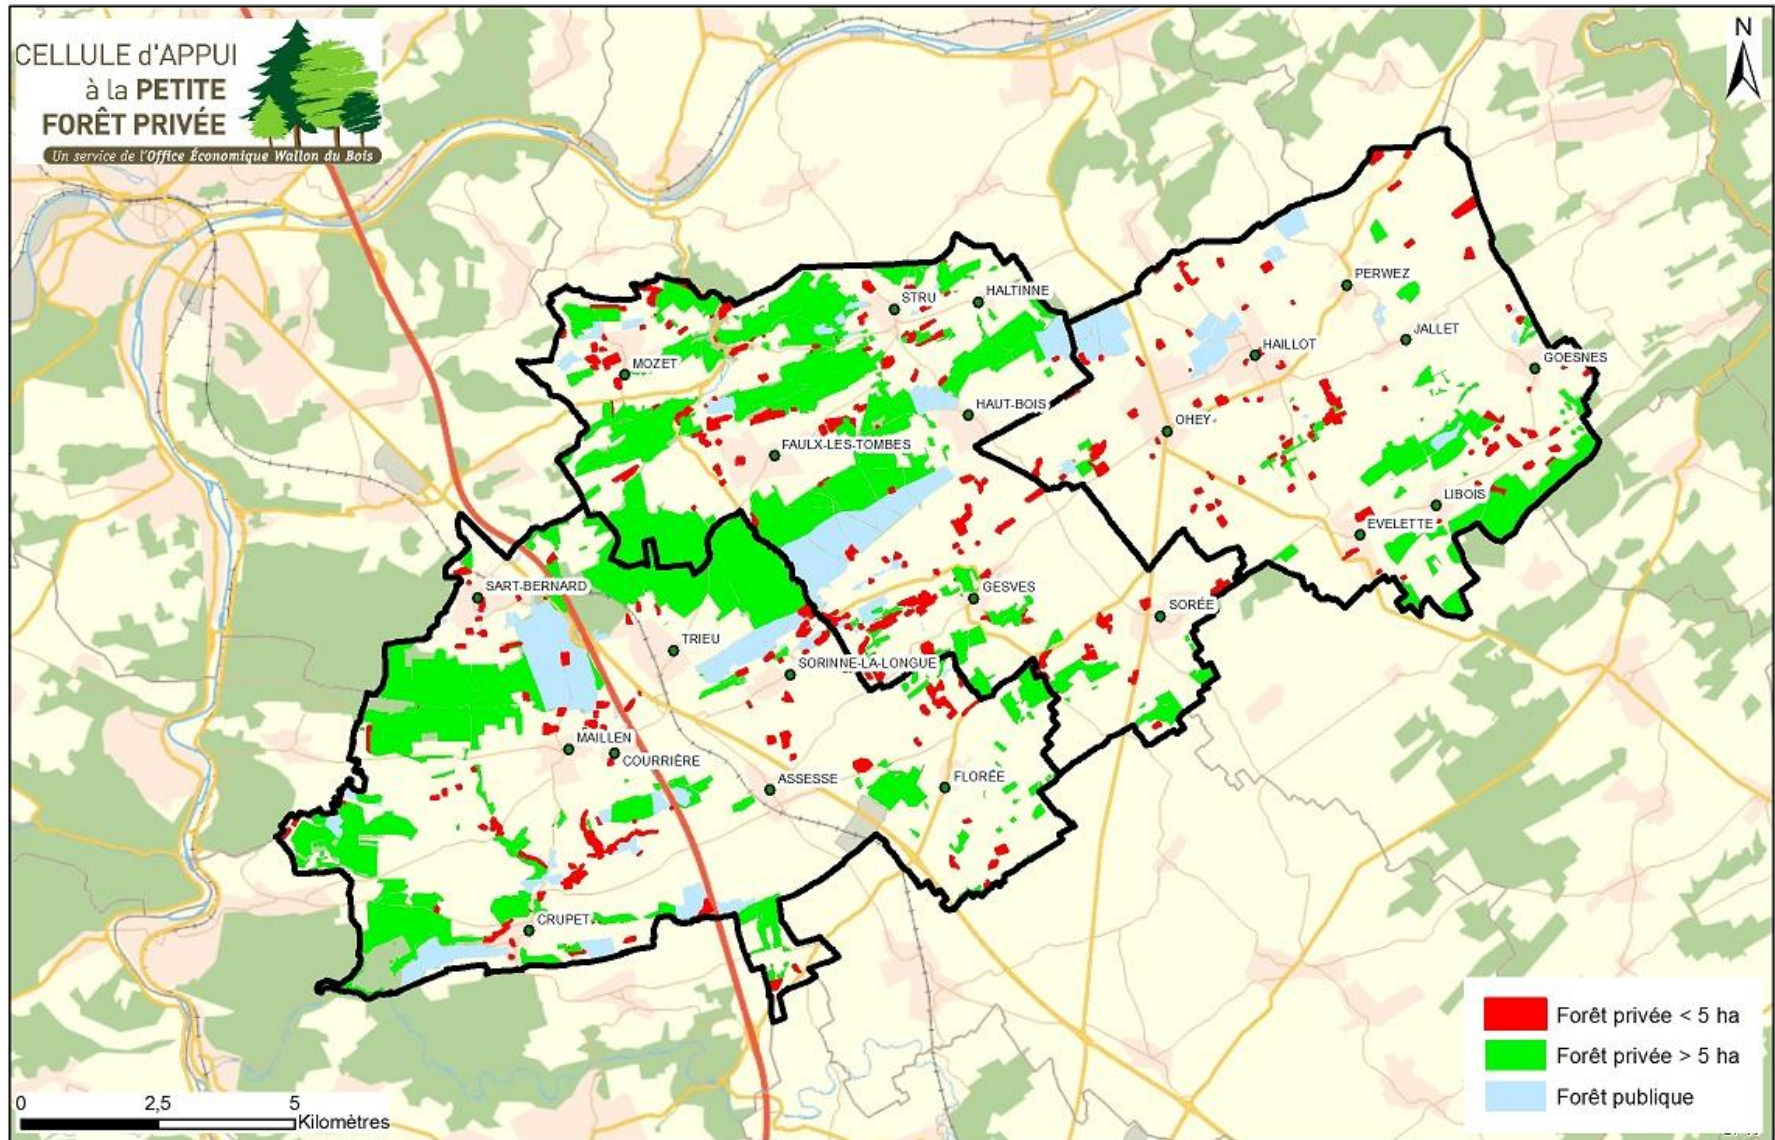 CELLULE d'APPUI
à la PETITE
FORÊT PRIVÉE
Un service de l'Office Économique Wallon du Bois
N
PERWEZ
STRU
HALTINNE
JALLET
HAILLOT
GOESNES
MOZET
HAUT-BOIS
OHEY
FAULX-LES-TOMBES
LIBOIS
EVELETTE
SART-BERNARD
GESVES
SORÉE
TRIEU
SORINNE-LA-LONGUE
MAILLEN
COURRIÈRE
ASSESSE
FLORÉE
CRUPET
Forêt privée < 5 ha
Forêt privée > 5 ha
Forêt publique
0 2,5 5
Kilomètres